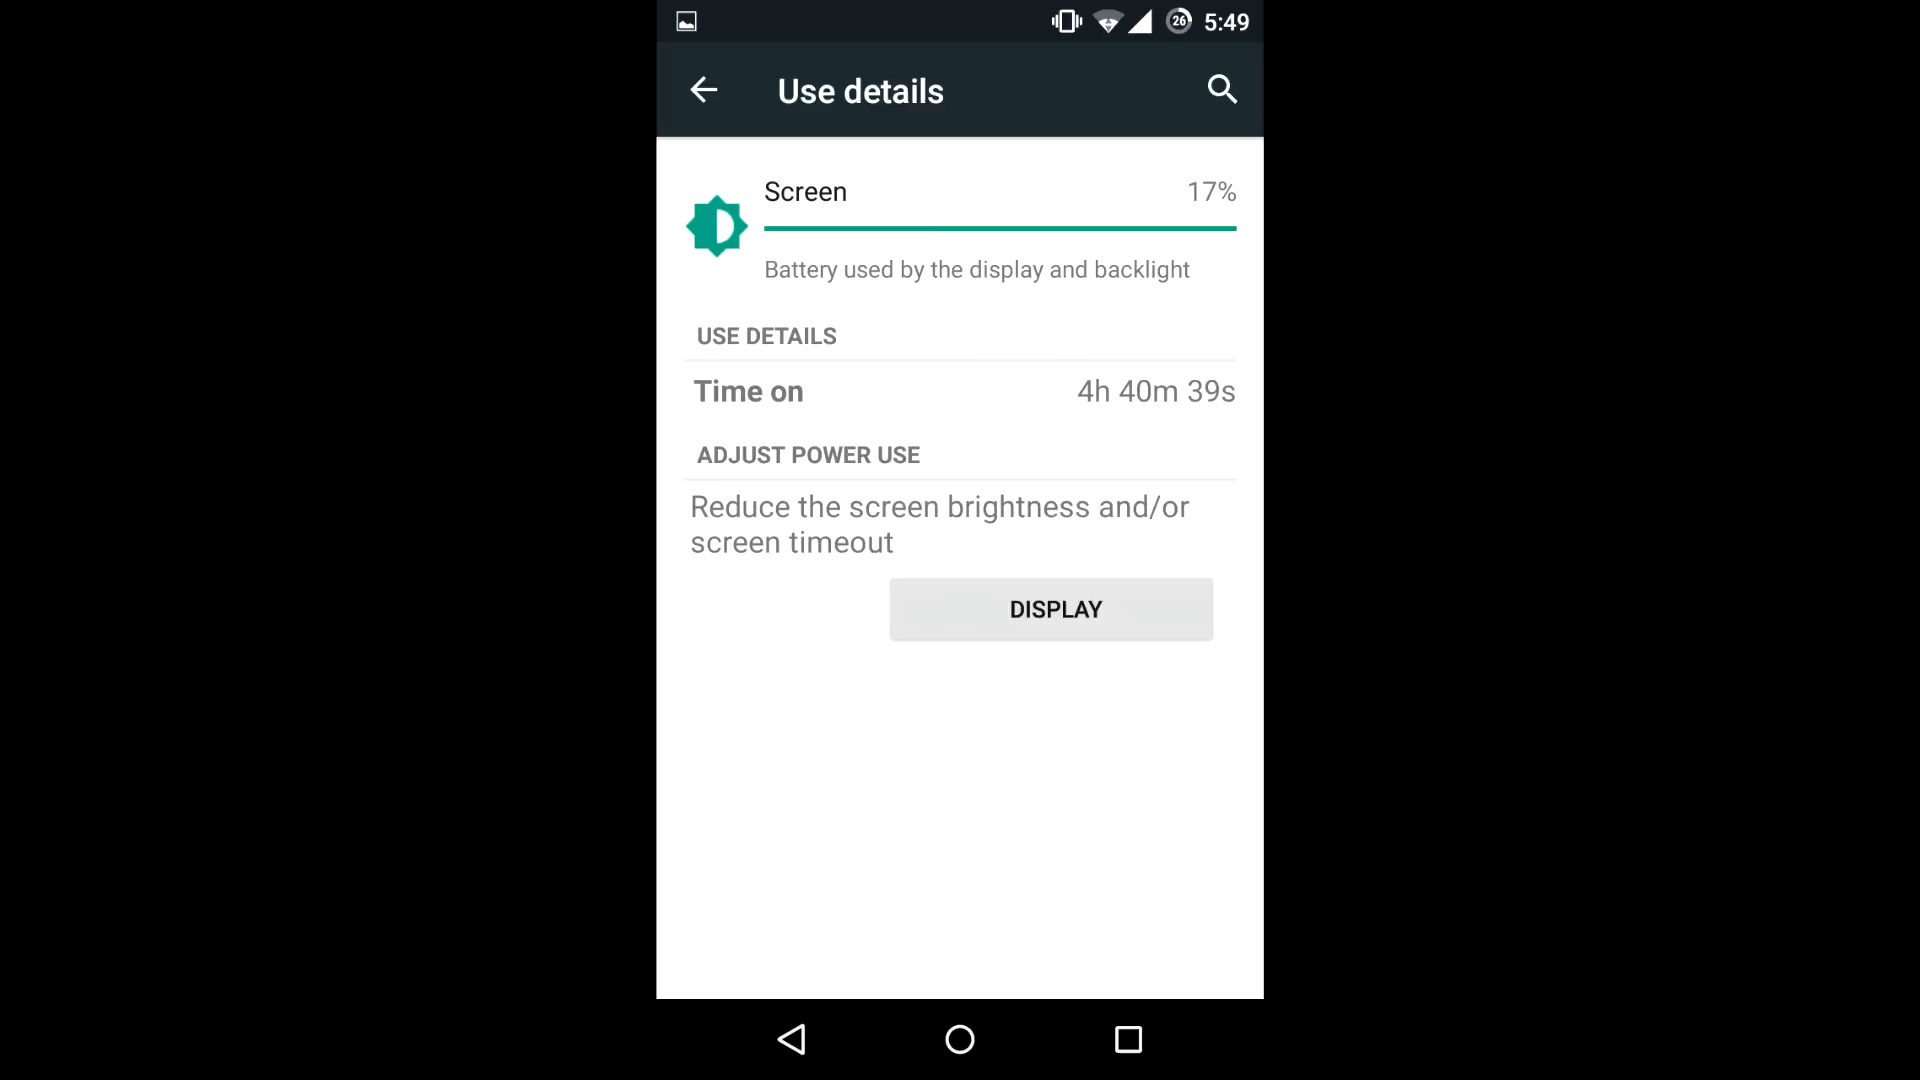 26 5:49
Use details
Screen 17%
Battery used by the display and backlight
USE DETAILS
Time on 4h 40m 39s
ADJUST POWER USE
Reduce the screen brightness and/or
screen timeout
DISPLAY